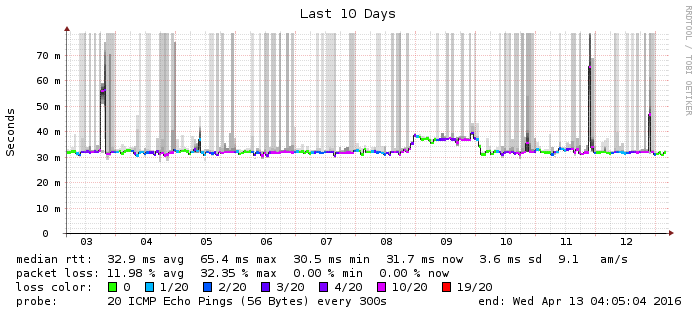 Last 10 Days
RRDTOOL / TOBI OETIKER
Seconds
70 m
60 m
50 m
40 m
30 m
20 m
10 m
0
03 04 05 06 07 08 09 10 11 12
median rtt: 32.9 ms avg 65.4 ms max 30.5 ms min 31.7 ms now 3.6 ms sd 9.1 am/s
packet loss: 11.98 % avg 32.35 % max 0.00 % min 0.00 % now
loss color: 0 1/20 2/20 3/20 4/20 10/20 19/20
probe: 20 ICMP Echo Pings (56 Bytes) every 300s end: Wed Apr 13 04:05:04 2016